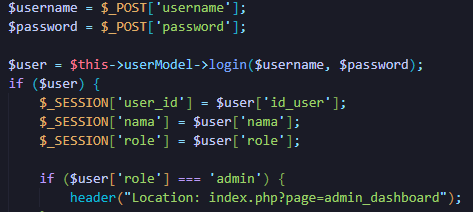 $username = $_POST['username'];
$password = $_POST['password'];
$user = $this->userModel->login($username, $password);
if ($user) {
$_SESSION['user_id'] = $user['id_user'];
$_SESSION['nama'] = $user['nama'];
$_SESSION['role'] = $user['role'];
if ($user['role'] === 'admin') {
header("Location: index.php?page=admin_dashboard");